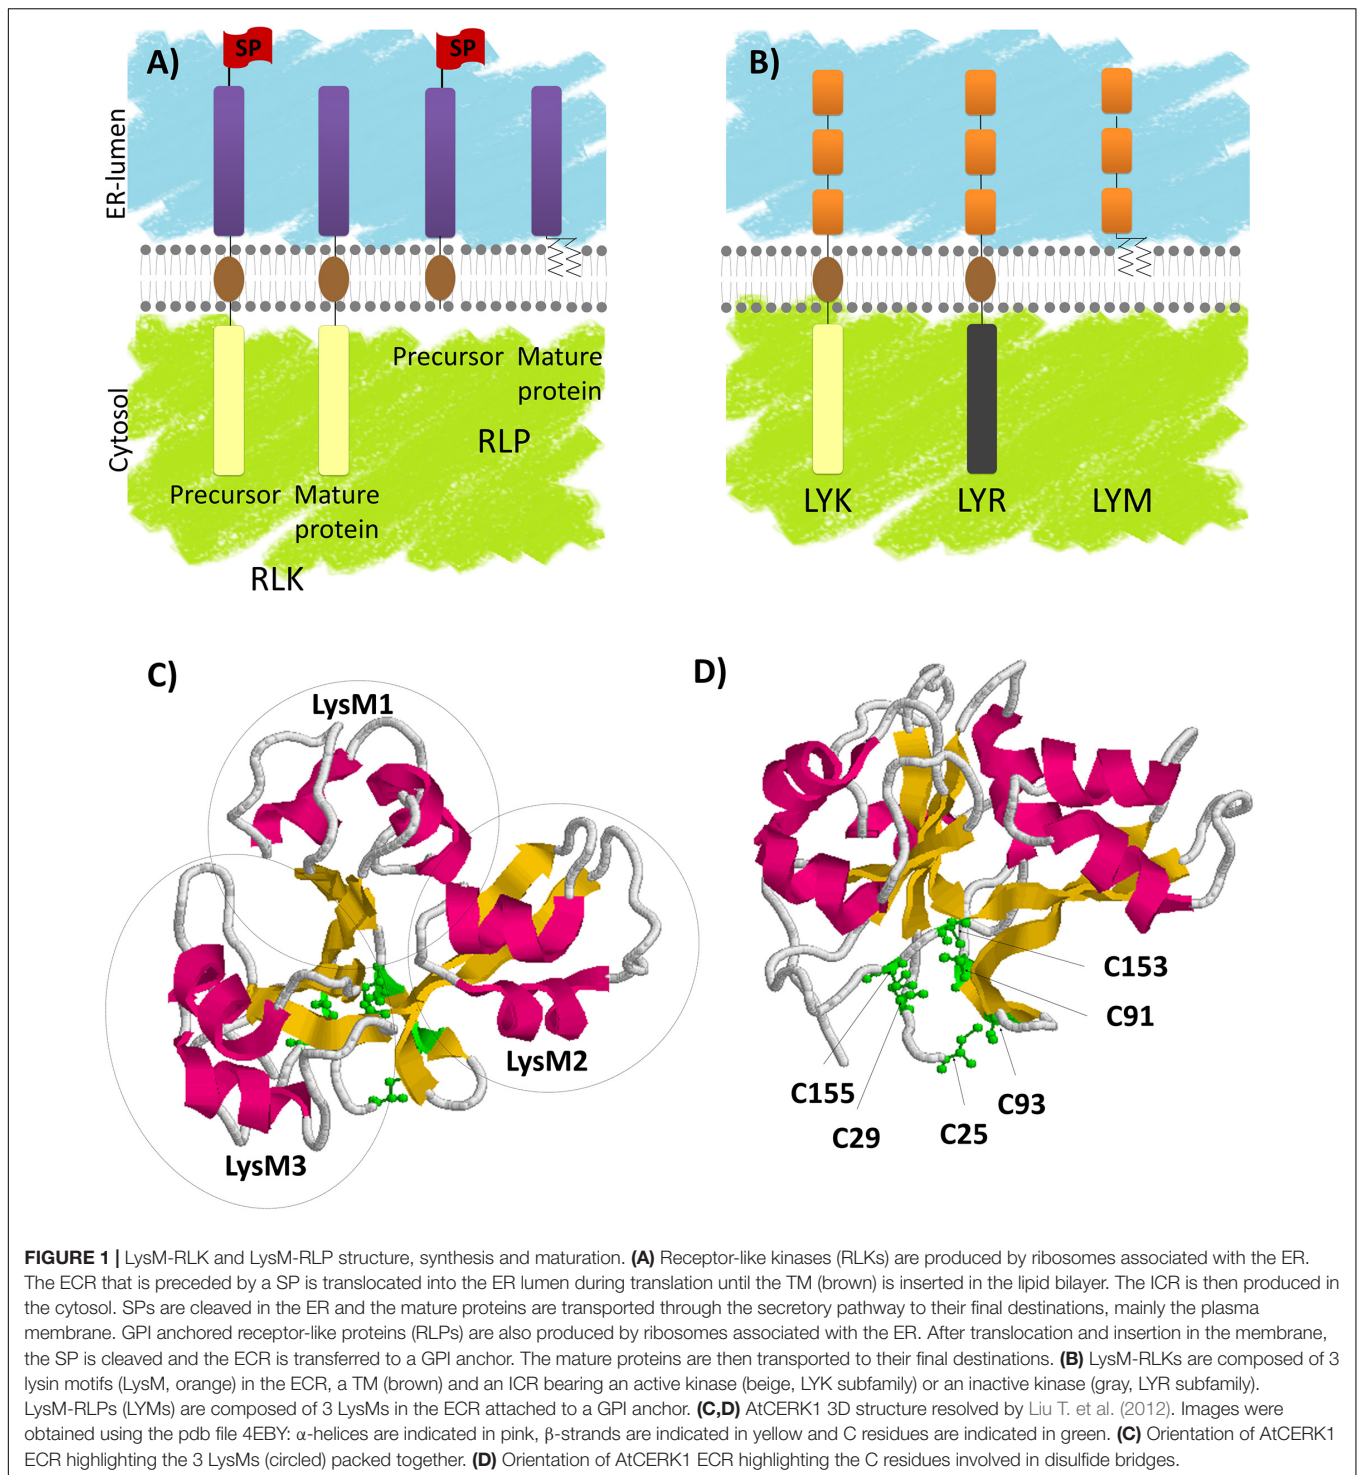 A)
SP
SP
B)
ER-lumen
Cytosol
Precursor Mature
protein
RLP
Precursor Mature
protein
RLK
LYK
LYR
LYM
C)
LysM1
LysM2
LysM3
D)
C153
C91
C155
C93
C29
C25
FIGURE 1 | LysM-RLK and LysM-RLP structure, synthesis and maturation. (A) Receptor-like kinases (RLKs) are produced by ribosomes associated with the ER.
The ECR that is preceded by a SP is translocated into the ER lumen during translation until the TM (brown) is inserted in the lipid bilayer. The ICR is then produced in
the cytosol. SPs are cleaved in the ER and the mature proteins are transported through the secretory pathway to their final destinations, mainly the plasma
membrane. GPI anchored receptor-like proteins (RLPs) are also produced by ribosomes associated with the ER. After translocation and insertion in the membrane,
the SP is cleaved and the ECR is transferred to a GPI anchor. The mature proteins are then transported to their final destinations. (B) LysM-RLKs are composed of 3
lysin motifs (LysM, orange) in the ECR, a TM (brown) and an ICR bearing an active kinase (beige, LYK subfamily) or an inactive kinase (gray, LYR subfamily).
LysM-RLPs (LYMs) are composed of 3 LysMs in the ECR attached to a GPI anchor. (C,D) AtCERK1 3D structure resolved by Liu T. et al. (2012). Images were
obtained using the pdb file 4EBY: α-helices are indicated in pink, β-strands are indicated in yellow and C residues are indicated in green. (C) Orientation of AtCERK1
ECR highlighting the 3 LysMs (circled) packed together. (D) Orientation of AtCERK1 ECR highlighting the C residues involved in disulfide bridges.